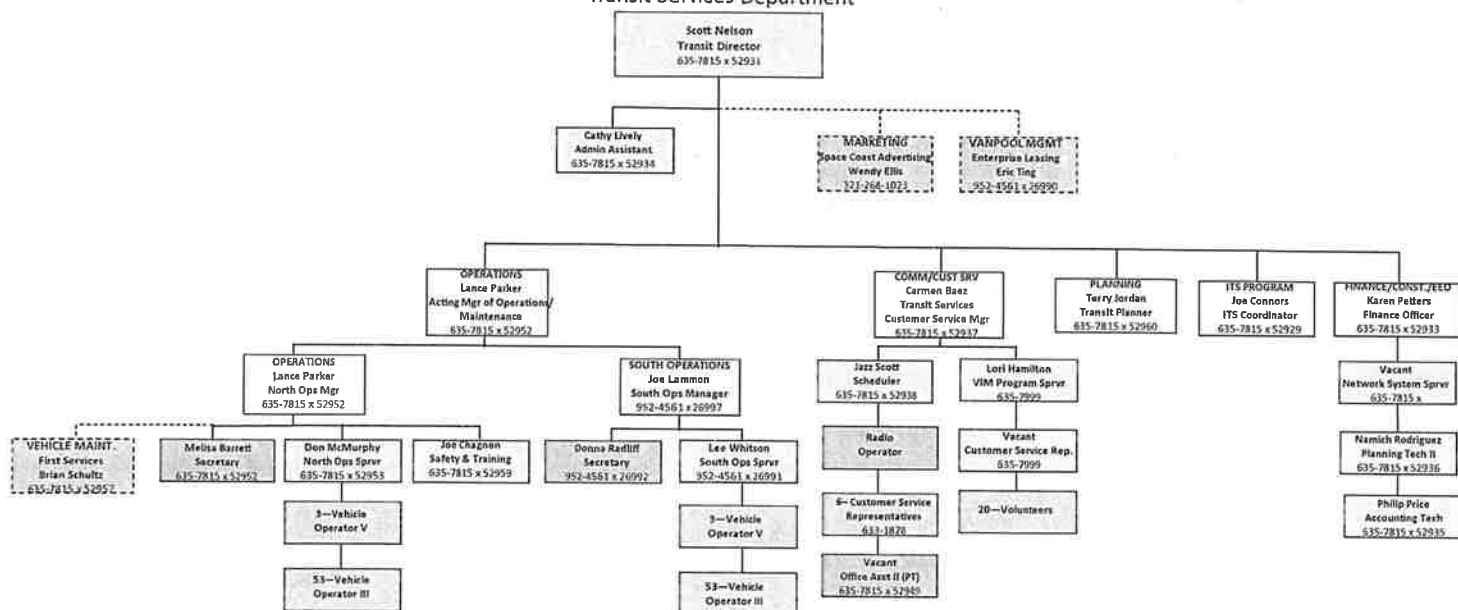 Transit Services Department
Scott Nelson
Transit Director
635-7815 x 52931
Cathy Lively
Admin Assistant
635-7815 x 52934
MARKETING
Space Coast Advertising
Wendy Ellis
321-268-1023
VANPOOL MGMT
Enterprise Leasing
Eric Ting
952-4561 x 26990
OPERATIONS
Lance Parker
Acting Mgr of Operations/
Maintenance
635-7815 x 52952
COMM/CUST SRV
Carmen Baez
Transit Services
Customer Service Mgr
635-7815 x 52937
PLANNING
Terry Jordan
Transit Planner
635-7815 x 52960
ITS PROGRAM
Joe Connors
ITS Coordinator
635-7815 x 52929
FINANCE/CONST./EEO
Karen Petters
Finance Officer
635-7815 x 52933
OPERATIONS
Lance Parker
North Ops Mgr
635-7815 x 52952
SOUTH OPERATIONS
Joe Lammon
South Ops Manager
952-4561 x 26997
Jazz Scott
Scheduler
635-7815 x 52938
Lori Hamilton
VIM Program Sprvr
635-7999
Vacant
Network System Sprvr
635-7815 x
VEHICLE MAINT.
First Services
Brian Schultz
635-7815 x 52957
Melisa Barrett
Secretary
635-7815 x 52952
Don McMurphy
North Ops Sprvr
635-7815 x 52953
Joe Chagnon
Safety & Training
635-7815 x 52959
Donna Radliff
Secretary
952-4561 x 26992
Lee Whitson
South Ops Sprvr
952-4561 x 26991
Radio
Operator
Vacant
Customer Service Rep.
635-7999
Namich Rodriguez
Planning Tech II
635-7815 x 52936
3—Vehicle
Operator V
3—Vehicle
Operator V
6—Customer Service
Representatives
633-1878
20—Volunteers
Philip Price
Accounting Tech
635-7815 x 52935
53—Vehicle
Operator III
53—Vehicle
Operator III
Vacant
Office Asst II (PT)
635-7815 x 52949